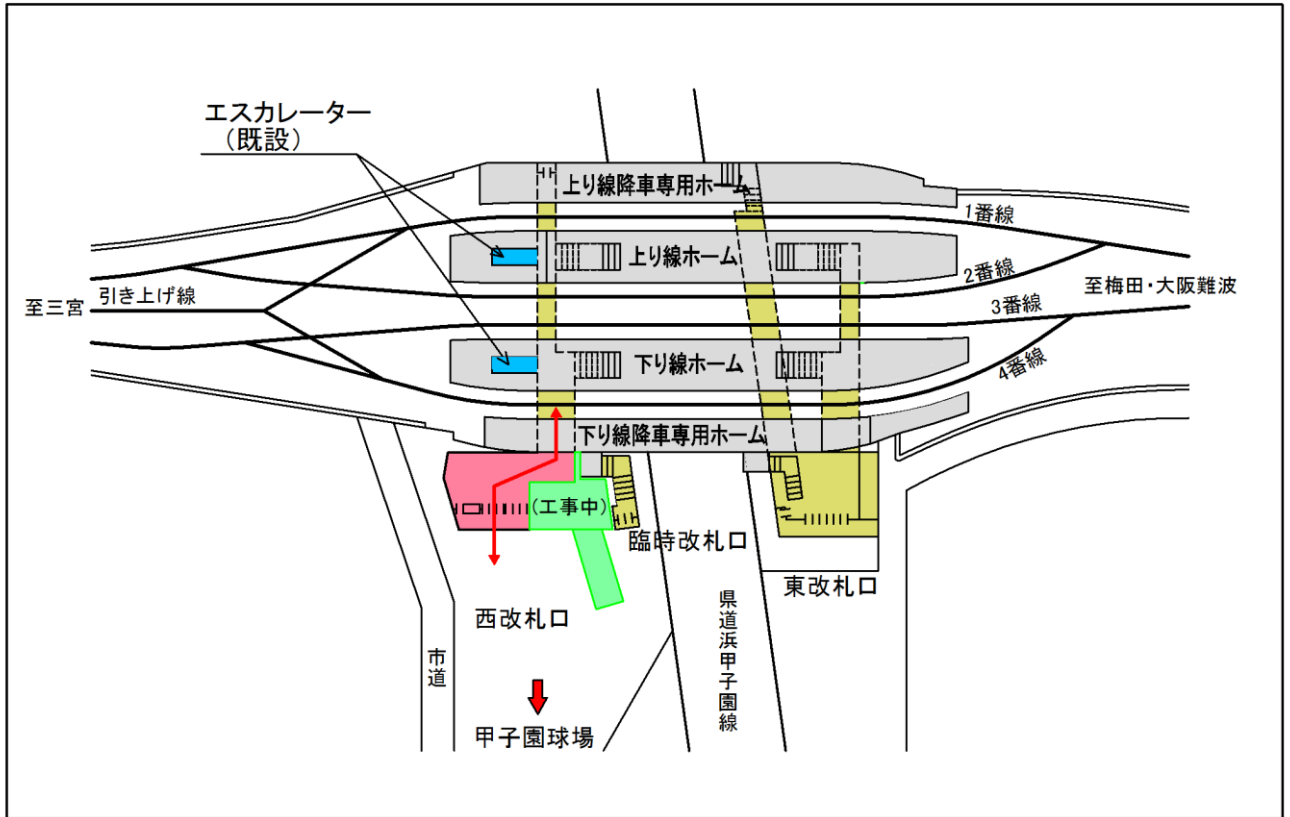 エスカレーター
（既設）
上り線降車専用ホーム
1番線
上り線ホーム
2番線
至三宮
引き上げ線
至梅田・大阪難波
3番線
下り線ホーム
4番線
下り線降車専用ホーム
（工事中）
臨時改札口
東改札口
西改札口
県道浜甲子園線
市道
甲子園球場